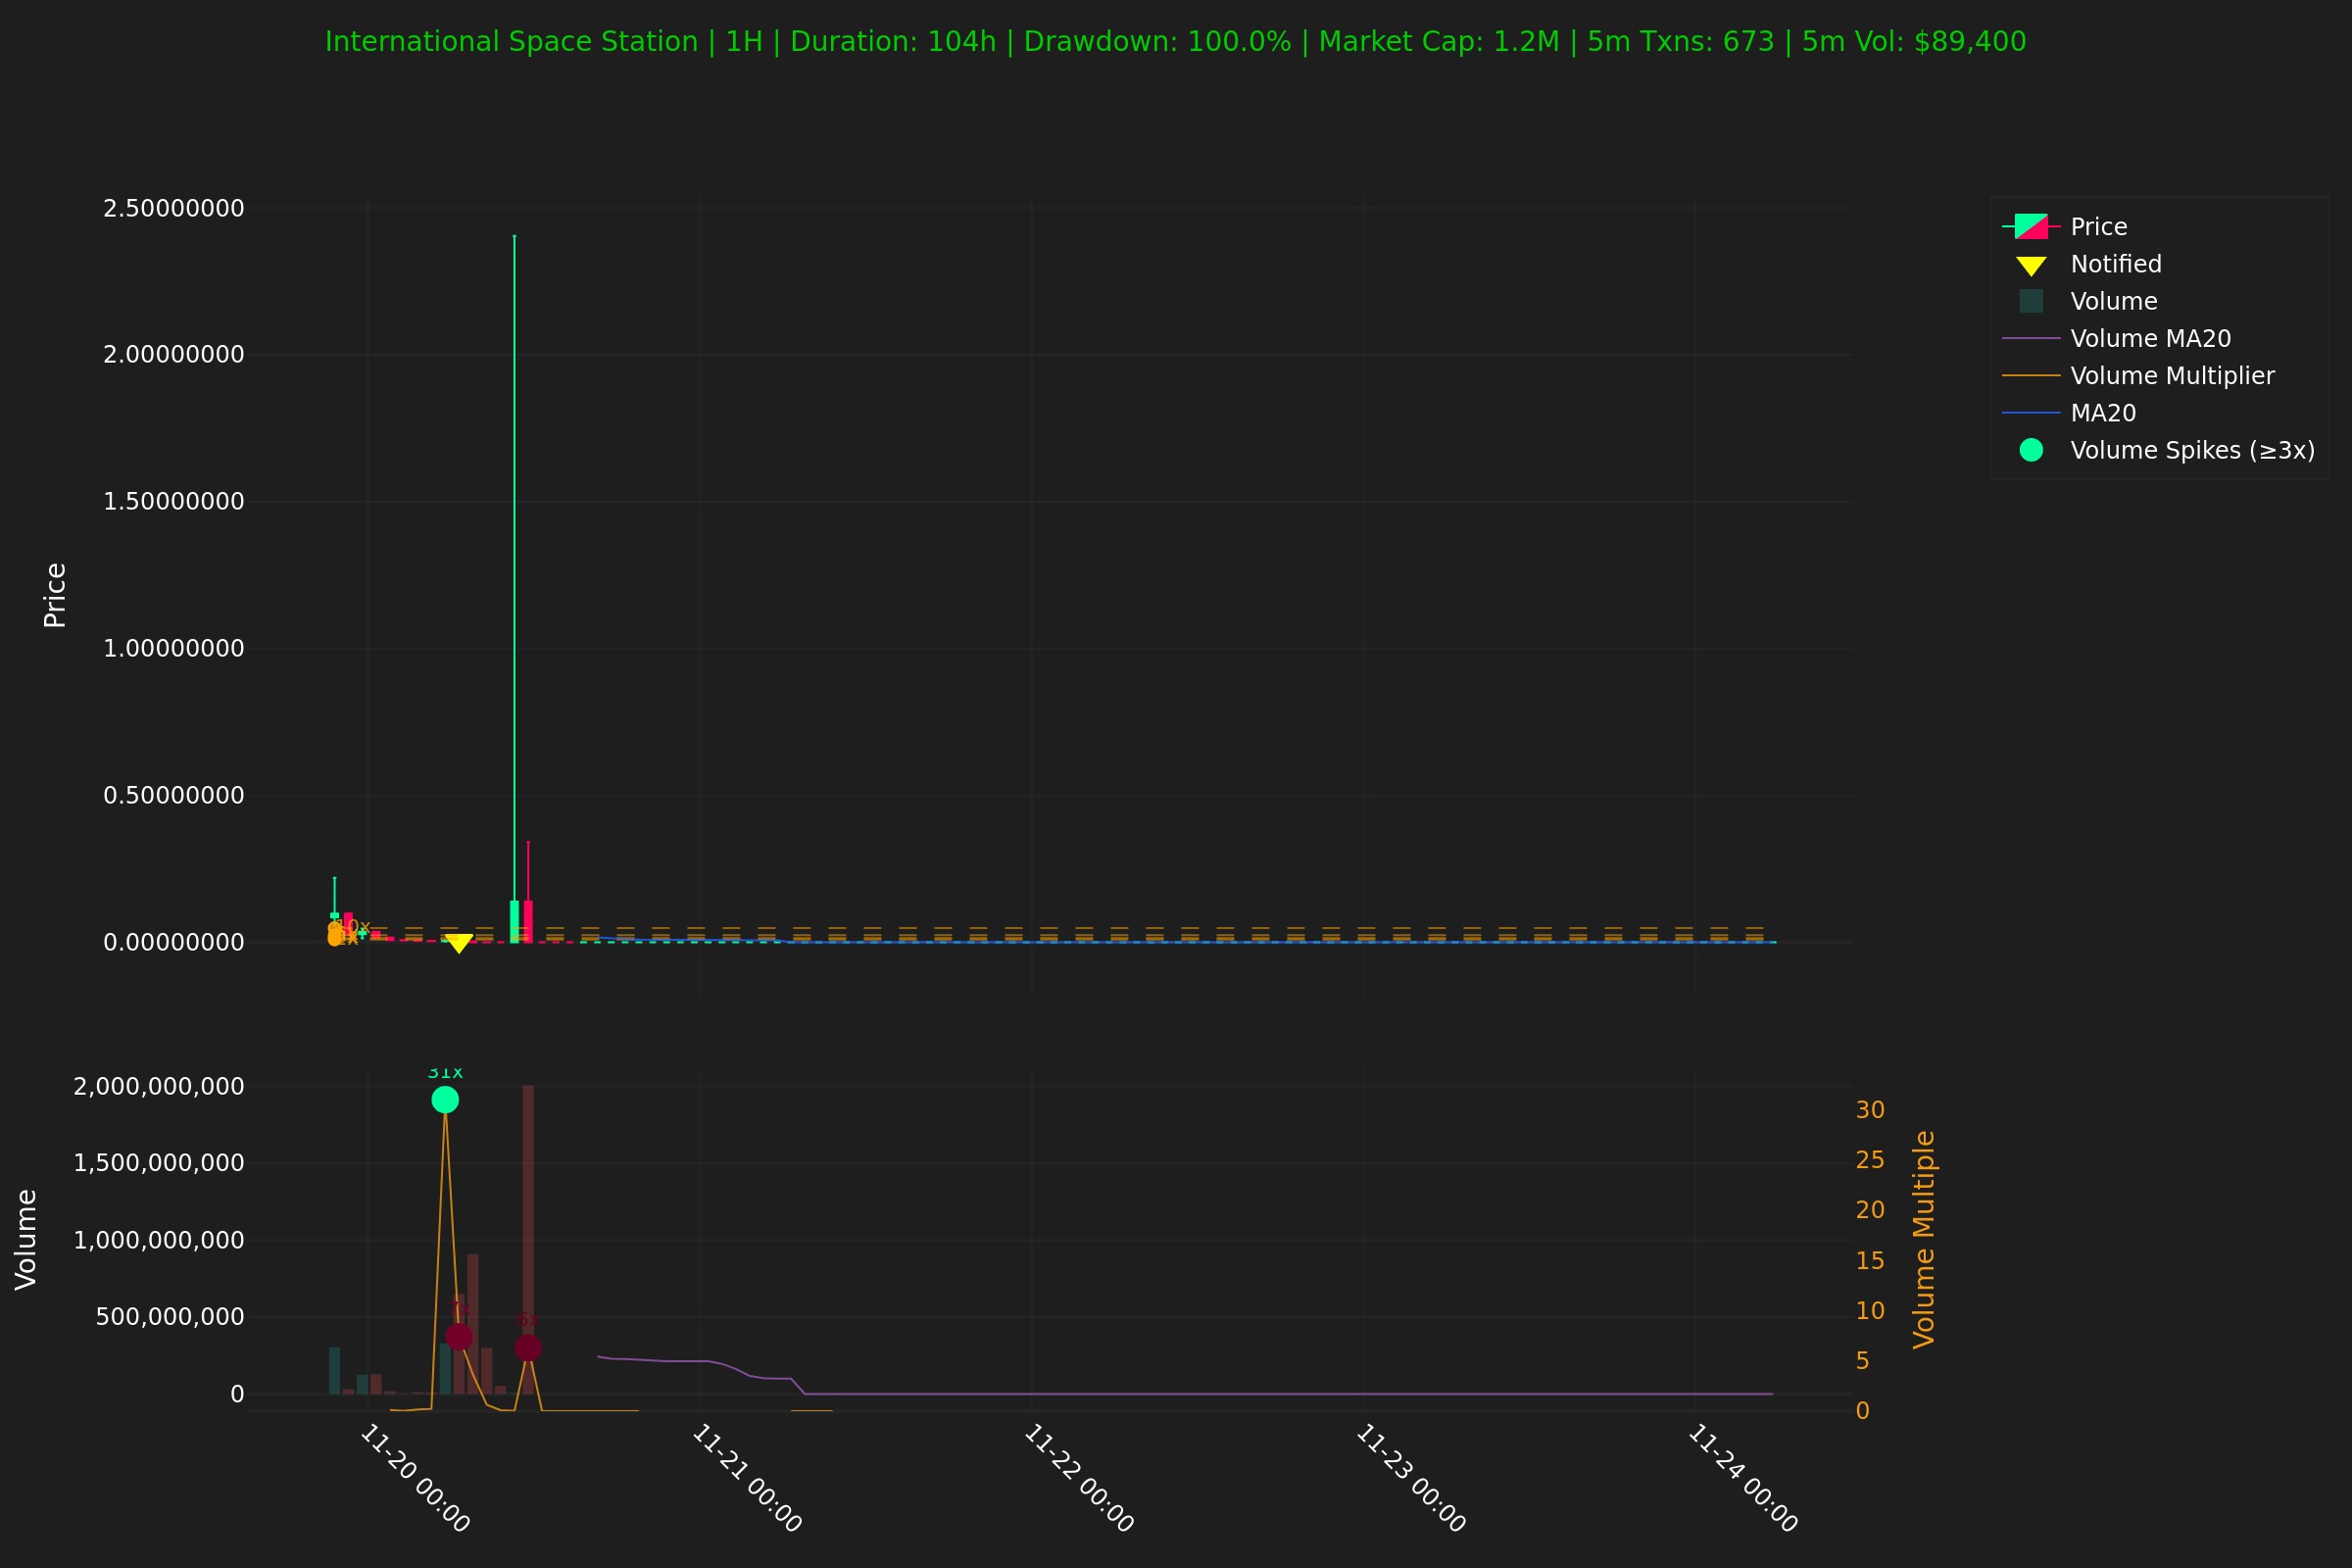 International Space Station | 1H | Duration: 104h | Drawdown: 100.0% | Market Cap: 1.2M | 5m Txns: 673 | 5m Vol: $89,400
Price
Notified
Volume
Volume MA20
Volume Multiplier
MA20
Volume Spikes (≥3x)
Price
2.50000000
2.00000000
1.50000000
1.00000000
0.50000000
0.00000000
10x
Volume
2,000,000,000
1,500,000,000
1,000,000,000
500,000,000
0
31x
7x
6x
30
25
20
15
10
5
0
Volume Multiple
11-20 00:00
11-21 00:00
11-22 00:00
11-23 00:00
11-24 00:00